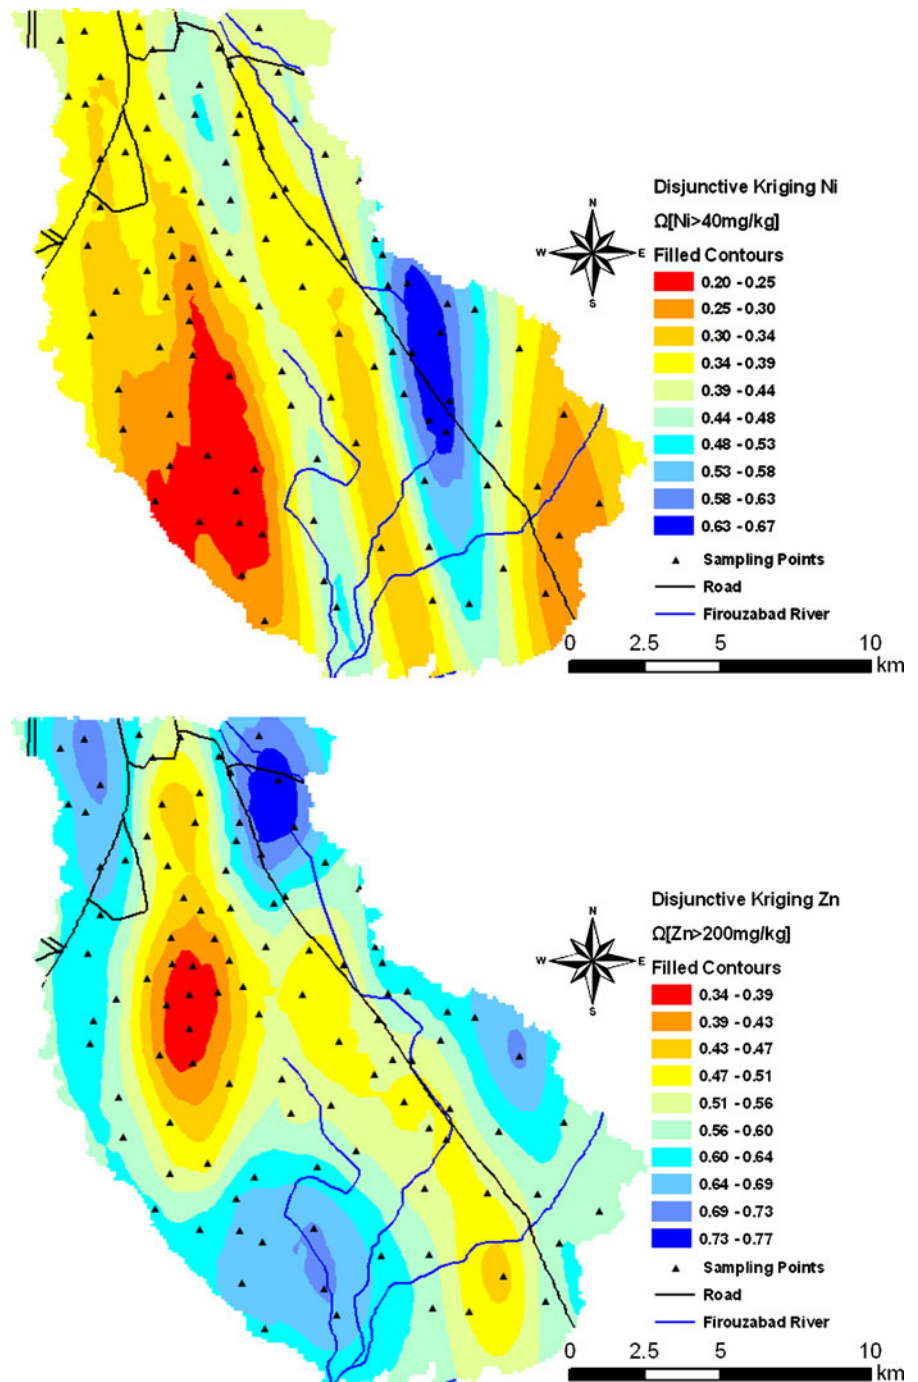 Disjunctive Kriging Ni
Ω[Ni>40mg/kg]
Filled Contours
0.20 - 0.25
0.25 - 0.30
0.30 - 0.34
0.34 - 0.39
0.39 - 0.44
0.44 - 0.48
0.48 - 0.53
0.53 - 0.58
0.58 - 0.63
0.63 - 0.67
Sampling Points
Road
Firouzabad River
N
W E
S
0 2.5 5 10
km
Disjunctive Kriging Zn
Ω[Zn>200mg/kg]
Filled Contours
0.34 - 0.39
0.39 - 0.43
0.43 - 0.47
0.47 - 0.51
0.51 - 0.56
0.56 - 0.60
0.60 - 0.64
0.64 - 0.69
0.69 - 0.73
0.73 - 0.77
Sampling Points
Road
Firouzabad River
N
W E
S
0 2.5 5 10
km